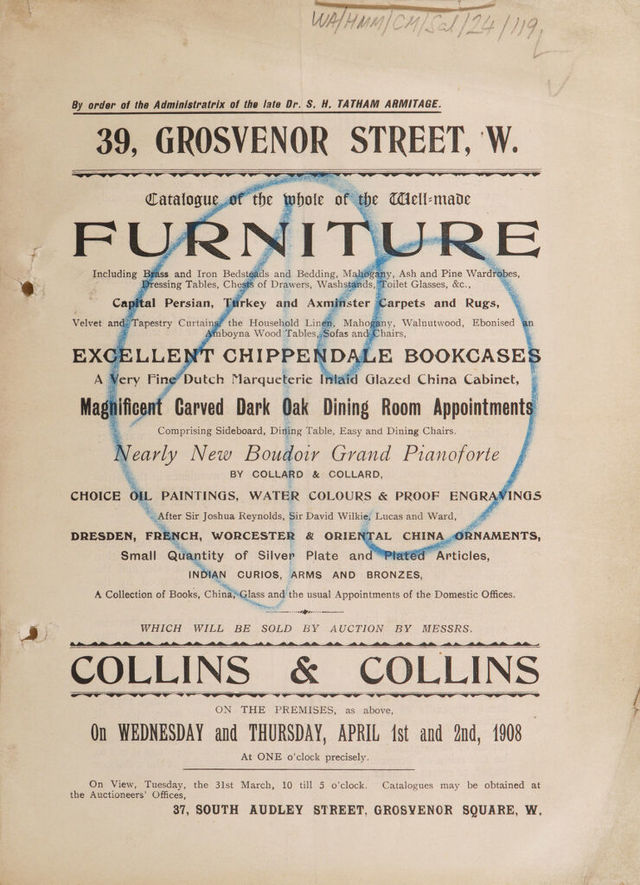 WA/HMM/CM/Sal/24/119
By order of the Administratrix of the late Dr. S. H. TATHAM ARMITAGE.
39, GROSVENOR STREET, W.
Catalogue of the whole of the Well-made
FURNITURE
Including Brass and Iron Bedsteads and Bedding, Mahogany, Ash and Pine Wardrobes,
Dressing Tables, Chests of Drawers, Washstands, Toilet Glasses, &c.,
Capital Persian, Turkey and Axminster Carpets and Rugs,
Velvet and Tapestry Curtains, the Household Linen, Mahogany, Walnutwood, Ebonised an
Amboyna Wood Tables, Sofas and Chairs,
EXCELLENT CHIPPENDALE BOOKCASES
A Very Fine Dutch Marqueterie Inlaid Glazed China Cabinet,
Magnificent Carved Dark Oak Dining Room Appointments
Comprising Sideboard, Dining Table, Easy and Dining Chairs.
Nearly New Boudoir Grand Pianoforte
BY COLLARD & COLLARD,
CHOICE OIL PAINTINGS, WATER COLOURS & PROOF ENGRAVINGS
After Sir Joshua Reynolds, Sir David Wilkie, Lucas and Ward,
DRESDEN, FRENCH, WORCESTER & ORIENTAL CHINA ORNAMENTS,
Small Quantity of Silver Plate and Plated Articles,
INDIAN CURIOS, ARMS AND BRONZES,
A Collection of Books, China, Glass and the usual Appointments of the Domestic Offices.
WHICH WILL BE SOLD BY AUCTION BY MESSRS.
COLLINS & COLLINS
ON THE PREMISES, as above,
On WEDNESDAY and THURSDAY, APRIL 1st and 2nd, 1908
At ONE o'clock precisely.
On View, Tuesday, the 31st March, 10 till 5 o'clock. Catalogues may be obtained at
the Auctioneers' Offices,
37, SOUTH AUDLEY STREET, GROSVENOR SQUARE, W.